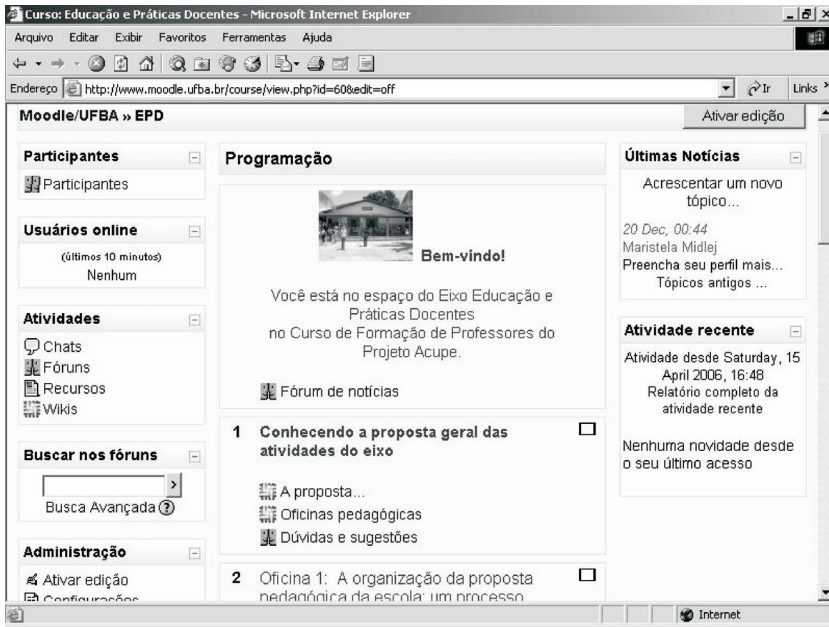 Curso: Educação e Práticas Docentes - Microsoft Internet Explorer
Arquivo Editar Exibir Favoritos Ferramentas Ajuda
Endereço http://www.moodle.ufba.br/course/view.php?id=60&edit=off Ir Links »
Moodle/UFBA » EPD
Ativar edição
Participantes
Participantes
Usuários online
(últimos 10 minutos)
Nenhum
Atividades
Chats
Fóruns
Recursos
Wikis
Buscar nos fóruns
>
Busca Avançada ?
Administração
Ativar edição
Configurações
Programação
Bem-vindo!
Você está no espaço do Eixo Educação e
Práticas Docentes
no Curso de Formação de Professores do
Projeto Acupe.
Fórum de notícias
1 Conhecendo a proposta geral das
atividades do eixo
A proposta...
Oficinas pedagógicas
Dúvidas e sugestões
2 Oficina 1: A organização da proposta
pedagógica da escola: um processo
Últimas Notícias
Acrescentar um novo
tópico...
20 Dec, 00:44
Maristela Midlej
Preencha seu perfil mais...
Tópicos antigos ...
Atividade recente
Atividade desde Saturday, 15
April 2006, 16:48
Relatório completo da
atividade recente
Nenhuma novidade desde
o seu último acesso
Internet